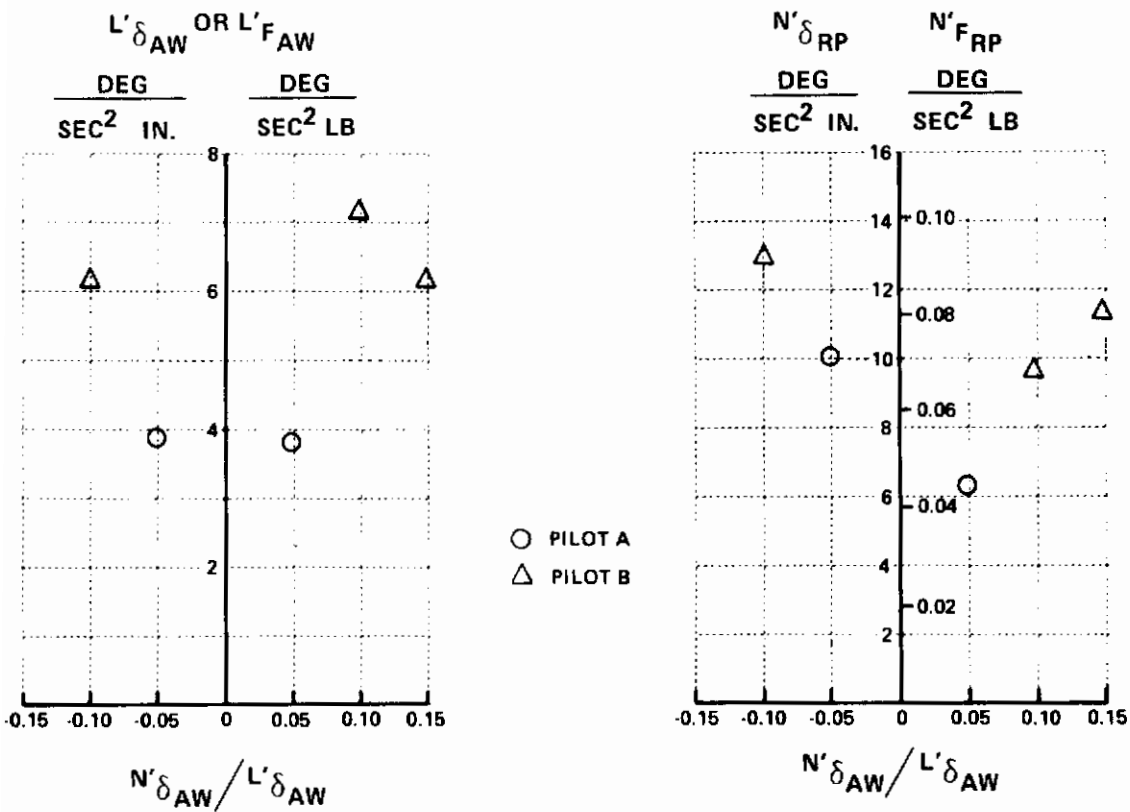 L'δAW OR L'FAW
DEG DEG
SEC² IN. SEC² LB
8
6
4
2
-0.15 -0.10 -0.05 0 0.05 0.10 0.15
N'δAW/L'δAW
○ PILOT A
△ PILOT B
N'δRP N'FRP
DEG DEG
SEC² IN. SEC² LB
16
14 0.10
12
0.08
10
0.06
8
6
0.04
4
0.02
2
-0.15 -0.10 -0.05 0 0.05 0.10 0.15
N'δAW/L'δAW